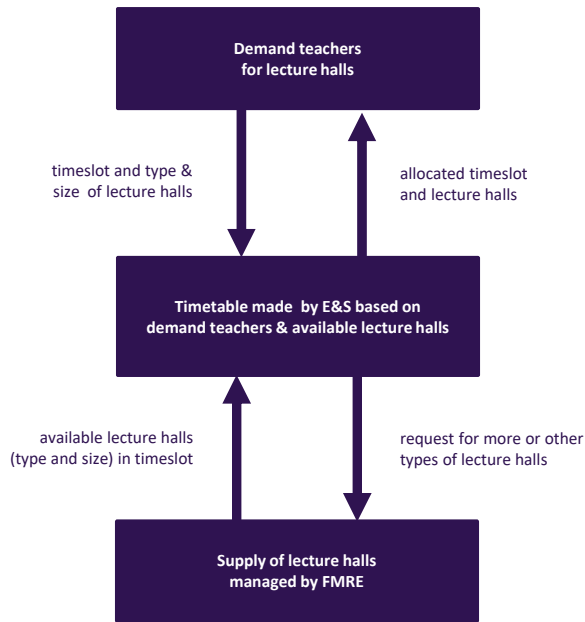 Demand teachers
for lecture halls
timeslot and type &
size of lecture halls
allocated timeslot
and lecture halls
Timetable made by E&S based on
demand teachers & available lecture halls
available lecture halls
(type and size) in timeslot
request for more or other
types of lecture halls
Supply of lecture halls
managed by FMRE